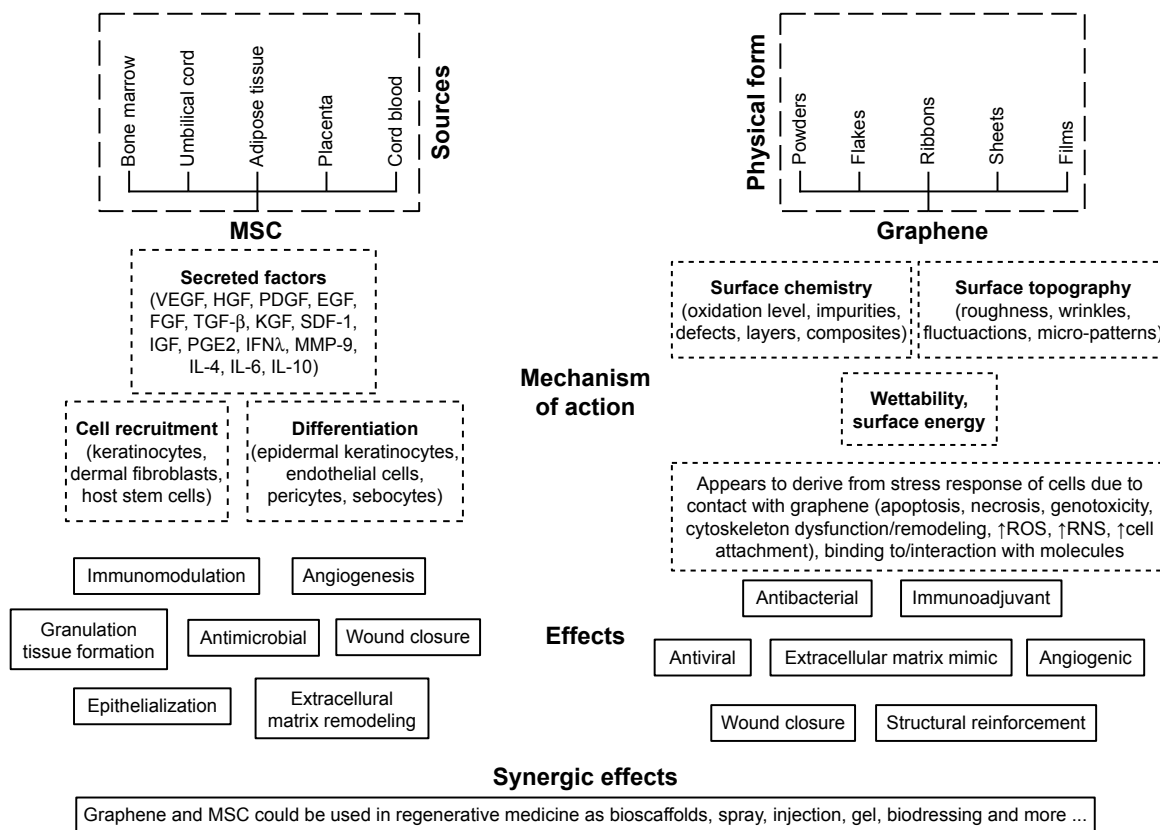 Bone marrow
Umbilical cord
Adipose tissue
Placenta
Cord blood
Sources
MSC
Physical form
Powders
Flakes
Ribbons
Sheets
Films
Graphene
Secreted factors
(VEGF, HGF, PDGF, EGF,
FGF, TGF-β, KGF, SDF-1,
IGF, PGE2, IFNλ, MMP-9,
IL-4, IL-6, IL-10)
Cell recruitment
(keratinocytes,
dermal fibroblasts,
host stem cells)
Differentiation
(epidermal keratinocytes,
endothelial cells,
pericytes, sebocytes)
Mechanism
of action
Surface chemistry
(oxidation level, impurities,
defects, layers, composites)
Surface topography
(roughness, wrinkles,
fluctuactions, micro-patterns)
Wettability,
surface energy
Appears to derive from stress response of cells due to
contact with graphene (apoptosis, necrosis, genotoxicity,
cytoskeleton dysfunction/remodeling, ↑ROS, ↑RNS, ↑cell
attachment), binding to/interaction with molecules
Immunomodulation
Angiogenesis
Granulation
tissue formation
Antimicrobial
Wound closure
Epithelialization
Extracellural
matrix remodeling
Effects
Antibacterial
Immunoadjuvant
Antiviral
Extracellular matrix mimic
Angiogenic
Wound closure
Structural reinforcement
Synergic effects
Graphene and MSC could be used in regenerative medicine as bioscaffolds, spray, injection, gel, biodressing and more ...